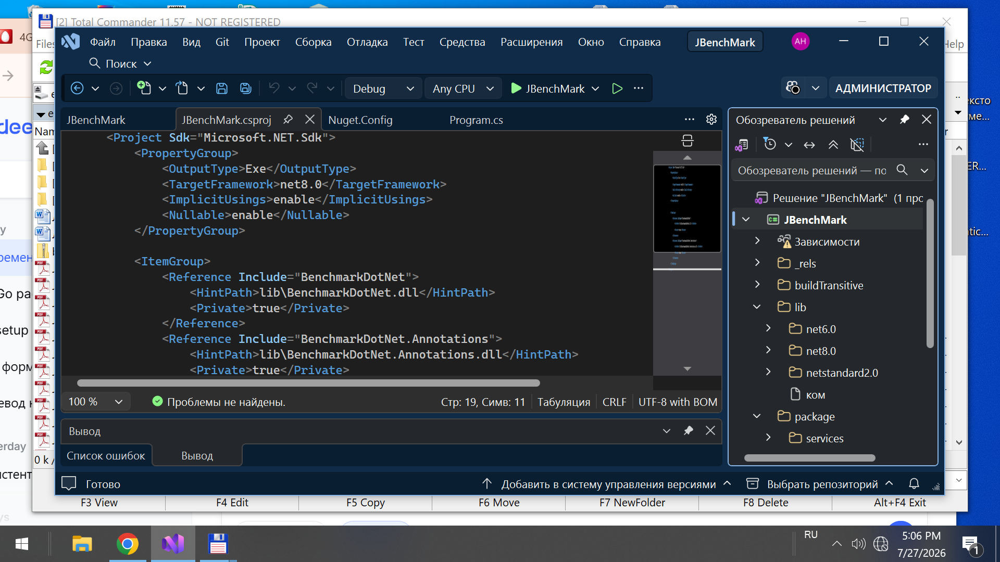 [2] Total Commander 11.57 - NOT REGISTERED
4G
Files
Help
Файл Правка Вид Git Проект Сборка Отладка Тест Средства Расширения Окно Справка JBenchMark AH
Поиск
Debug Any CPU JBenchMark АДМИНИСТРАТОР
JBenchMark JBenchMark.csproj Nuget.Config Program.cs
<Project Sdk="Microsoft.NET.Sdk">
<PropertyGroup>
<OutputType>Exe</OutputType>
<TargetFramework>net8.0</TargetFramework>
<ImplicitUsings>enable</ImplicitUsings>
<Nullable>enable</Nullable>
</PropertyGroup>
<ItemGroup>
<Reference Include="BenchmarkDotNet">
<HintPath>lib\BenchmarkDotNet.dll</HintPath>
<Private>true</Private>
</Reference>
<Reference Include="BenchmarkDotNet.Annotations">
<HintPath>lib\BenchmarkDotNet.Annotations.dll</HintPath>
<Private>true</Private>
100 % Проблемы не найдены. Стр: 19, Симв: 11 Табуляция CRLF UTF-8 with BOM
Вывод
Список ошибок Вывод
Обозреватель решений
Обозреватель решений — по
Решение "JBenchMark" (1 про
JBenchMark
Зависимости
_rels
buildTransitive
lib
net6.0
net8.0
netstandard2.0
ком
package
services
Готово Добавить в систему управления версиями Выбрать репозиторий
F3 View F4 Edit F5 Copy F6 Move F7 NewFolder F8 Delete Alt+F4 Exit
dee
Nam
Go pa
setup
форм
евод н
erday
0 k /
истент
ремен
ексто
ме...
ER...
tic...
RU
5:06 PM
7/27/2026
1